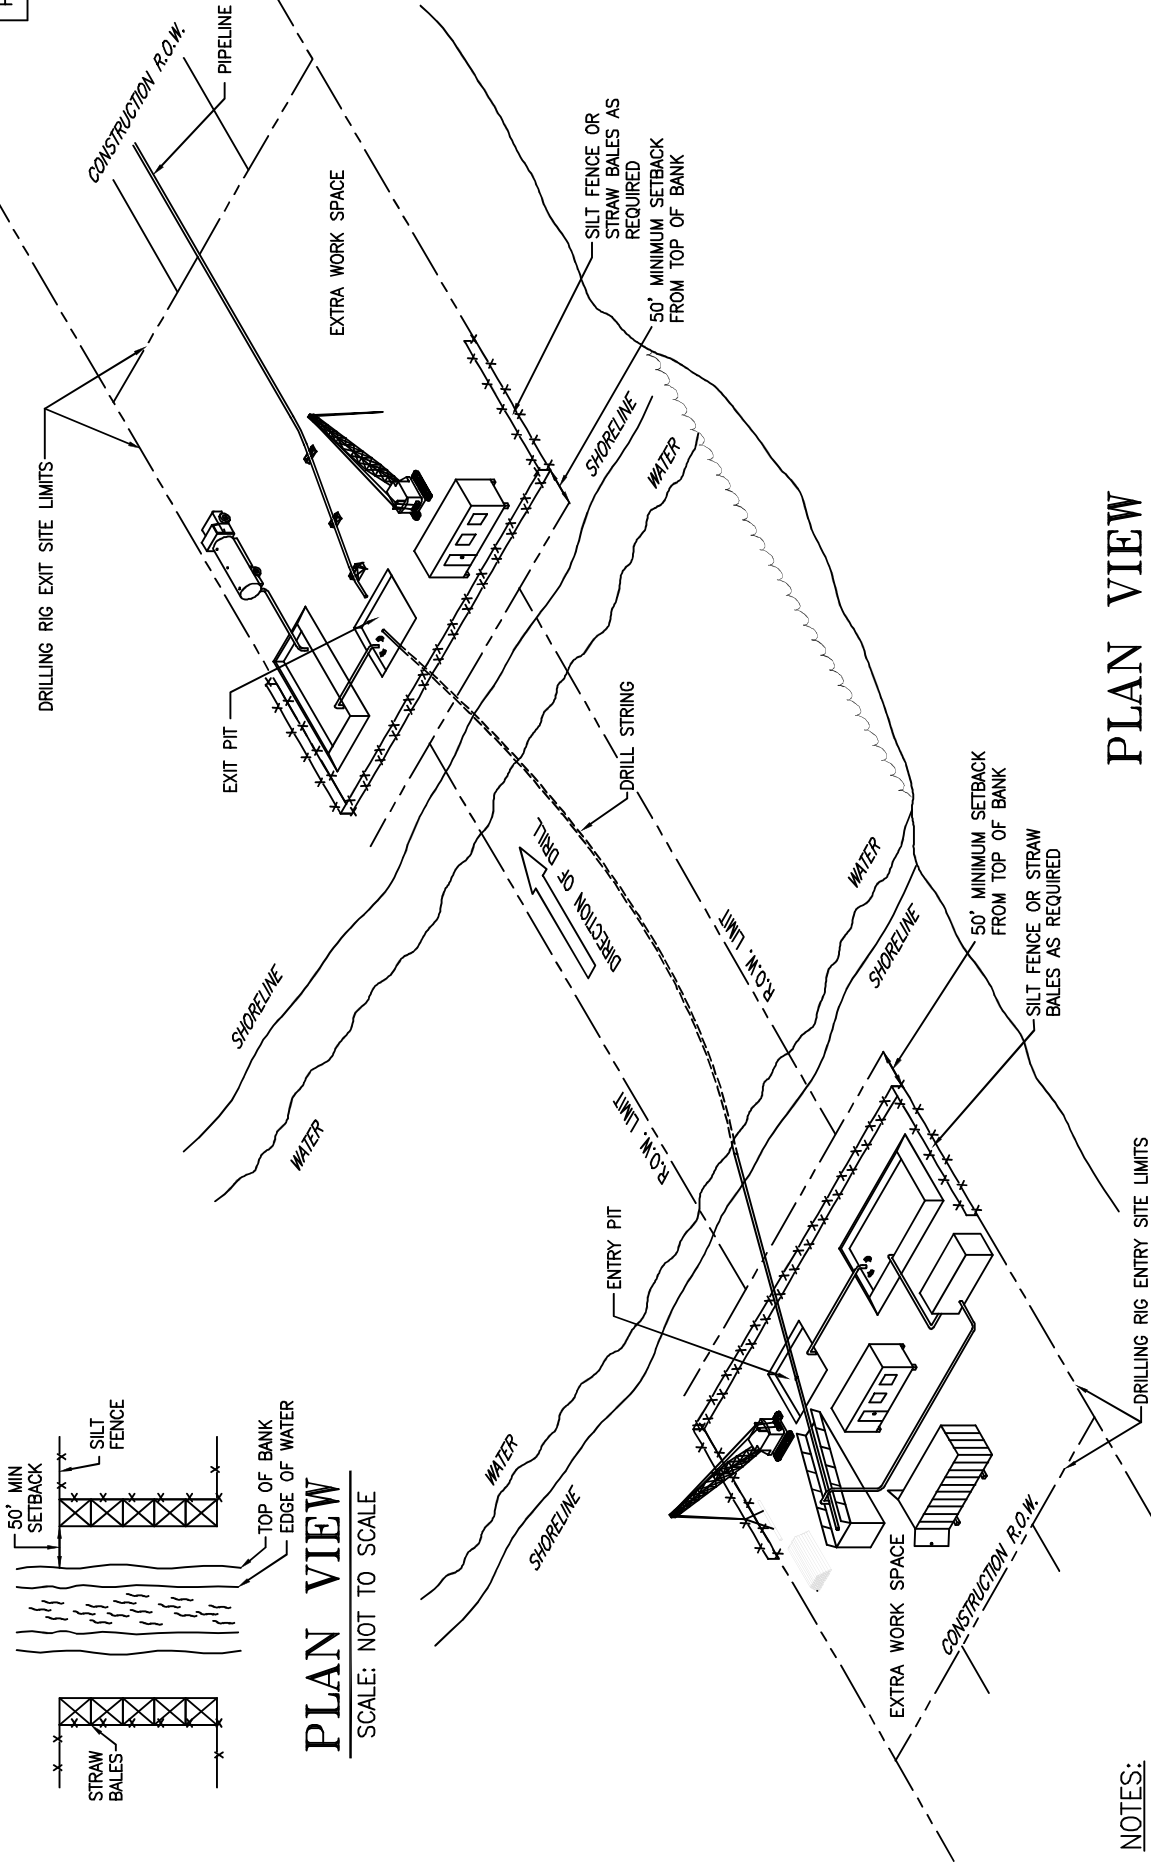 50' MIN
SETBACK
SILT
FENCE
STRAW
BALES
TOP OF BANK
EDGE OF WATER
PLAN VIEW
SCALE: NOT TO SCALE
DRILLING RIG EXIT SITE LIMITS
CONSTRUCTION R.O.W.
PIPELINE
EXIT PIT
EXTRA WORK SPACE
SILT FENCE OR
STRAW BALES AS
REQUIRED
50' MINIMUM SETBACK
FROM TOP OF BANK
SHORELINE
WATER
SHORELINE
WATER
DRILL STRING
DIRECTION OF DRILL
R.O.W. LIMIT
R.O.W. LIMIT
WATER
SHORELINE
ENTRY PIT
WATER
SHORELINE
50' MINIMUM SETBACK
FROM TOP OF BANK
SILT FENCE OR STRAW
BALES AS REQUIRED
EXTRA WORK SPACE
CONSTRUCTION R.O.W.
DRILLING RIG ENTRY SITE LIMITS
PLAN VIEW
NOTES: